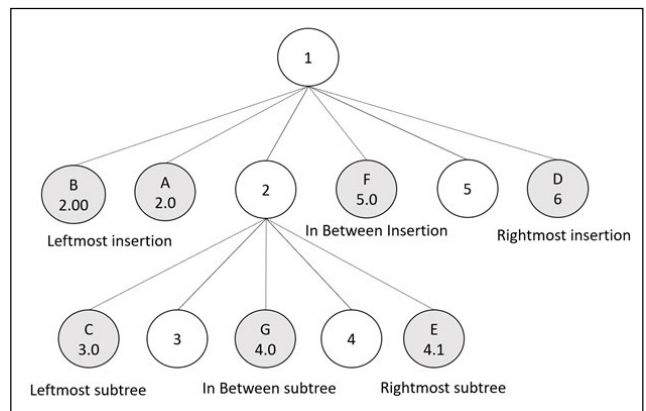 1
B
2.00
A
2.0
2
F
5.0
5
D
6
Leftmost insertion
In Between Insertion
Rightmost insertion
C
3.0
3
G
4.0
4
E
4.1
Leftmost subtree
In Between subtree
Rightmost subtree